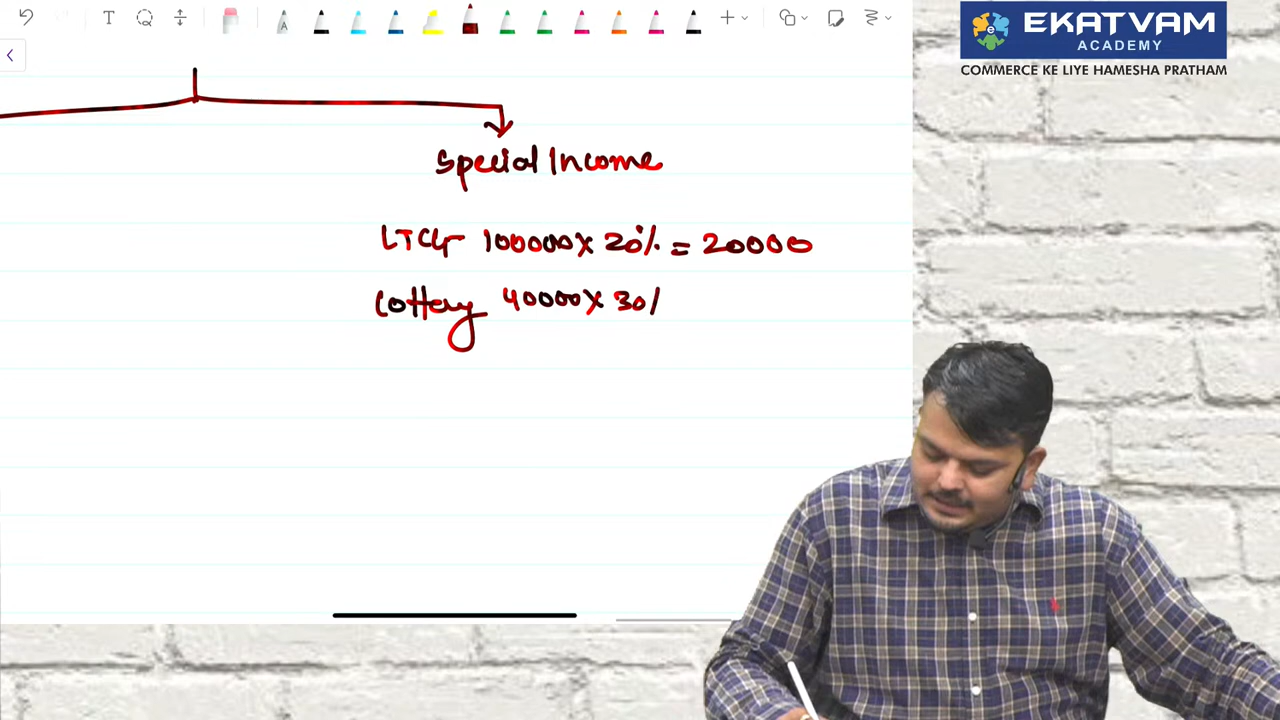 EKATVAM
ACADEMY
COMMERCE KE LIYE HAMESHA PRATHAM
Special Income
LTCG 100000 X 20% = 20000
Lottery 40000 X 30/